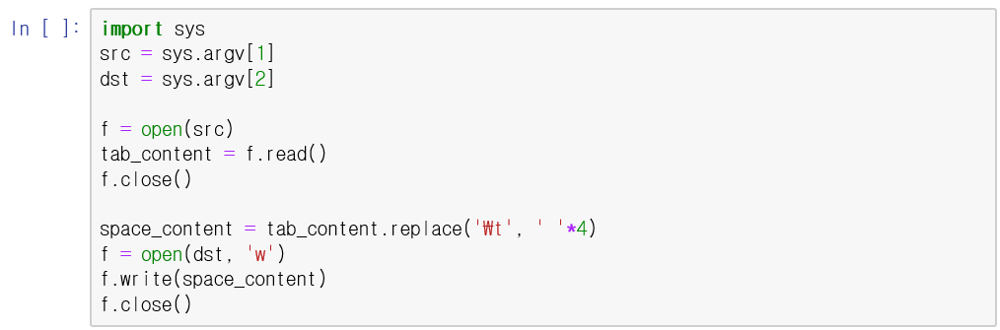 In [ ]: import sys
src = sys.argv[1]
dst = sys.argv[2]
f = open(src)
tab_content = f.read()
f.close()
space_content = tab_content.replace('₩t', ' '*4)
f = open(dst, 'w')
f.write(space_content)
f.close()